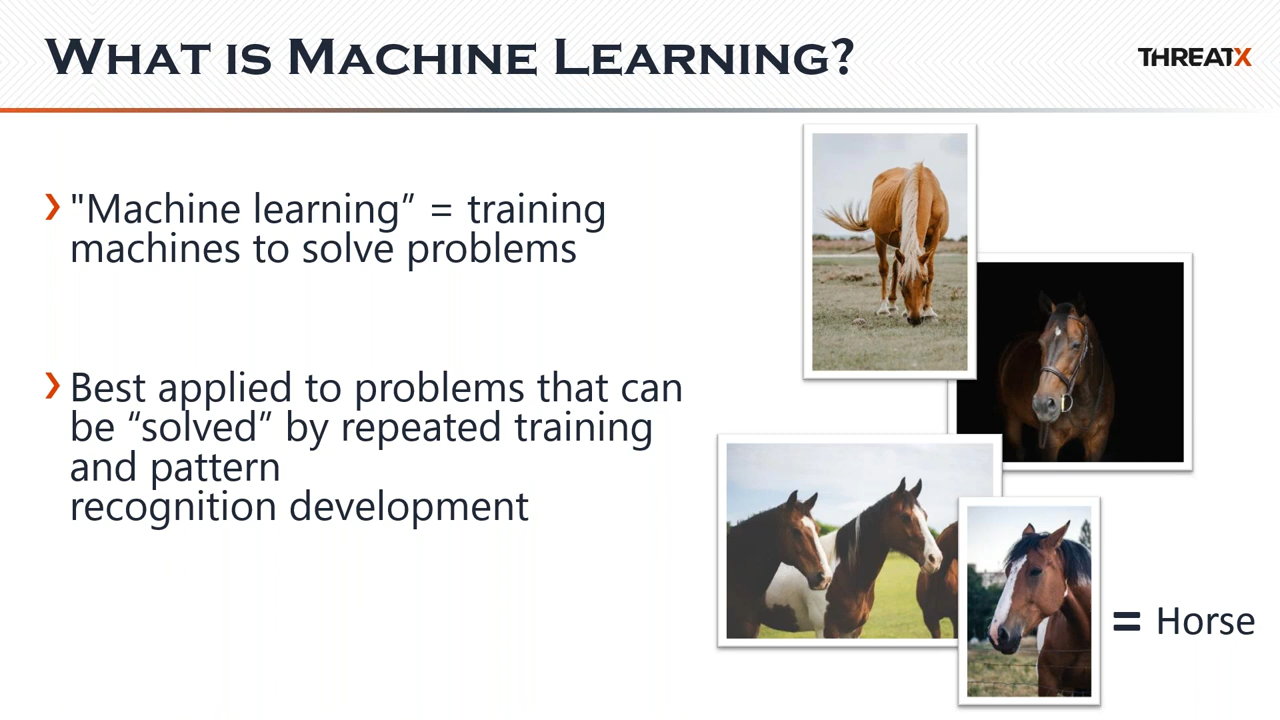 WHAT IS MACHINE LEARNING?
THREATX
"Machine learning” = training
machines to solve problems
Best applied to problems that can
be “solved” by repeated training
and pattern
recognition development
= Horse